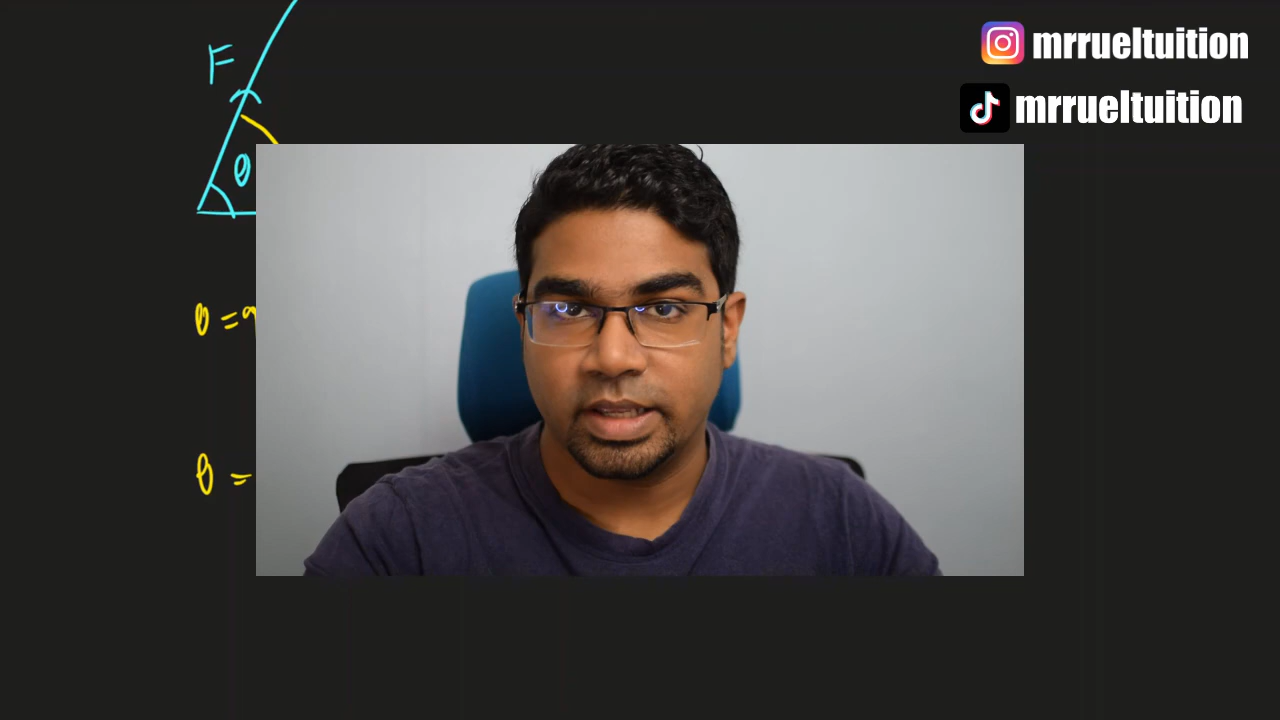 mrrueltuition
mrrueltuition
F
θ
θ =
θ =